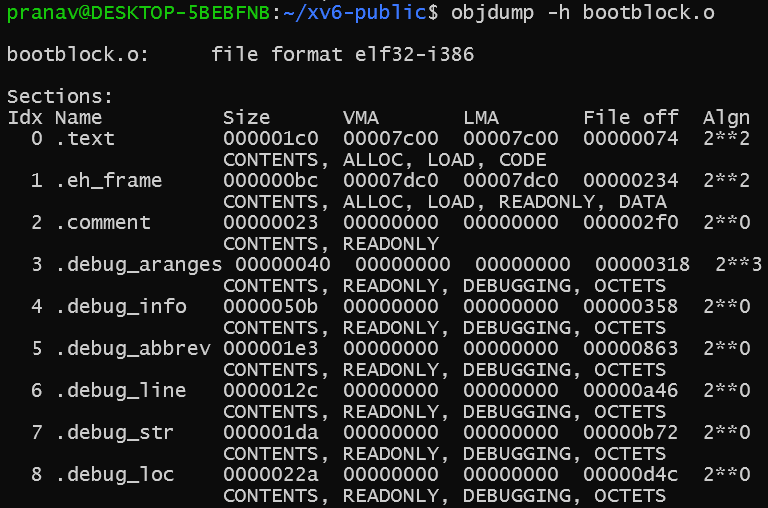 pranav@DESKTOP-5BEBFNB:~/xv6-public$ objdump -h bootblock.o

bootblock.o:     file format elf32-i386

Sections:
Idx Name          Size      VMA       LMA       File off  Algn
  0 .text         000001c0  00007c00  00007c00  00000074  2**2
                  CONTENTS, ALLOC, LOAD, CODE
  1 .eh_frame     000000bc  00007dc0  00007dc0  00000234  2**2
                  CONTENTS, ALLOC, LOAD, READONLY, DATA
  2 .comment      00000023  00000000  00000000  000002f0  2**0
                  CONTENTS, READONLY
  3 .debug_aranges 00000040  00000000  00000000  00000318  2**3
                  CONTENTS, READONLY, DEBUGGING, OCTETS
  4 .debug_info   0000050b  00000000  00000000  00000358  2**0
                  CONTENTS, READONLY, DEBUGGING, OCTETS
  5 .debug_abbrev 000001e3  00000000  00000000  00000863  2**0
                  CONTENTS, READONLY, DEBUGGING, OCTETS
  6 .debug_line   0000012c  00000000  00000000  00000a46  2**0
                  CONTENTS, READONLY, DEBUGGING, OCTETS
  7 .debug_str    000001da  00000000  00000000  00000b72  2**0
                  CONTENTS, READONLY, DEBUGGING, OCTETS
  8 .debug_loc    0000022a  00000000  00000000  00000d4c  2**0
                  CONTENTS, READONLY, DEBUGGING, OCTETS